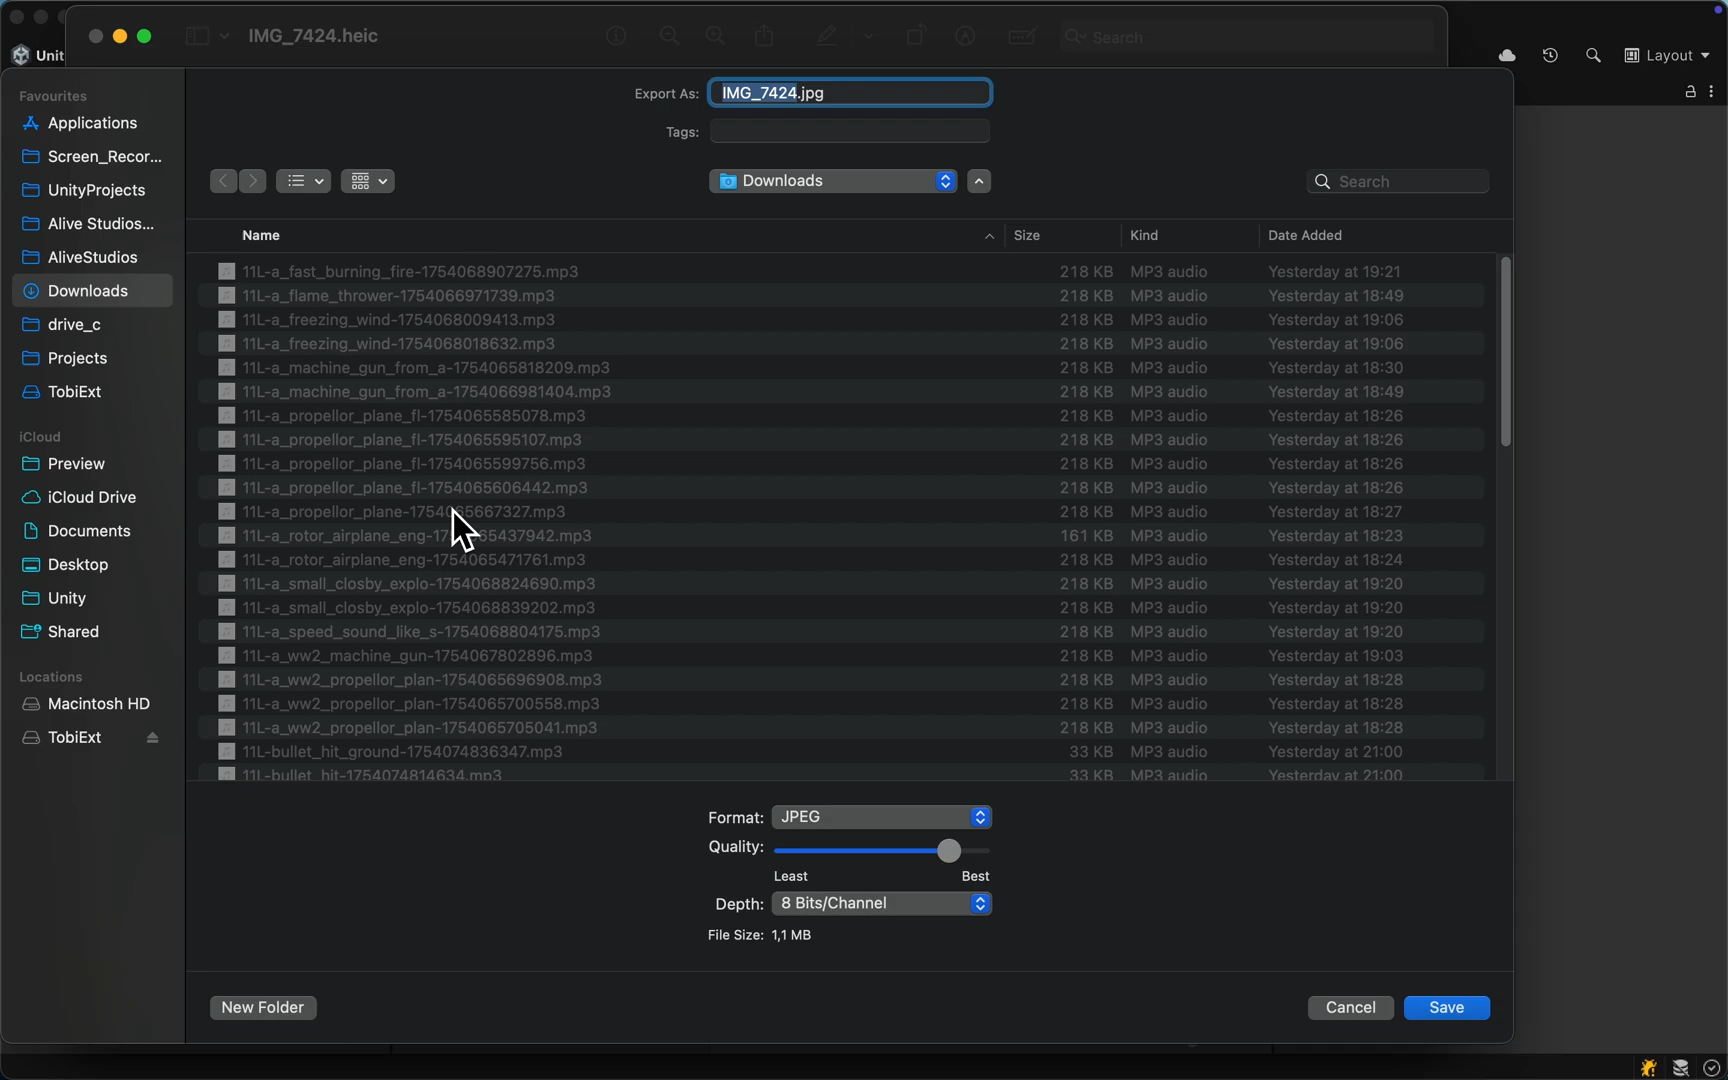 IMG_7424.heic
Search
Unit
Layout
Favourites
Applications
Screen_Recor...
UnityProjects
Alive Studios...
AliveStudios
Downloads
drive_c
Projects
TobiExt
iCloud
Preview
iCloud Drive
Documents
Desktop
Unity
Shared
Locations
Macintosh HD
TobiExt
Export As: IMG_7424.jpg
Tags:
Downloads
Search
Name Size Kind Date Added
11L-a_fast_burning_fire-1754068907275.mp3 218 KB MP3 audio Yesterday at 19:21
11L-a_flame_thrower-1754066971739.mp3 218 KB MP3 audio Yesterday at 18:49
11L-a_freezing_wind-1754068009413.mp3 218 KB MP3 audio Yesterday at 19:06
11L-a_freezing_wind-1754068018632.mp3 218 KB MP3 audio Yesterday at 19:06
11L-a_machine_gun_from_a-1754065818209.mp3 218 KB MP3 audio Yesterday at 18:30
11L-a_machine_gun_from_a-1754066981404.mp3 218 KB MP3 audio Yesterday at 18:49
11L-a_propellor_plane_fl-1754065585078.mp3 218 KB MP3 audio Yesterday at 18:26
11L-a_propellor_plane_fl-1754065595107.mp3 218 KB MP3 audio Yesterday at 18:26
11L-a_propellor_plane_fl-1754065599756.mp3 218 KB MP3 audio Yesterday at 18:26
11L-a_propellor_plane_fl-1754065606442.mp3 218 KB MP3 audio Yesterday at 18:26
11L-a_propellor_plane-1754065667327.mp3 218 KB MP3 audio Yesterday at 18:27
11L-a_rotor_airplane_eng-1754065437942.mp3 161 KB MP3 audio Yesterday at 18:23
11L-a_rotor_airplane_eng-1754065471761.mp3 218 KB MP3 audio Yesterday at 18:24
11L-a_small_closby_explo-1754068824690.mp3 218 KB MP3 audio Yesterday at 19:20
11L-a_small_closby_explo-1754068839202.mp3 218 KB MP3 audio Yesterday at 19:20
11L-a_speed_sound_like_s-1754068804175.mp3 218 KB MP3 audio Yesterday at 19:20
11L-a_ww2_machine_gun-1754067802896.mp3 218 KB MP3 audio Yesterday at 19:03
11L-a_ww2_propellor_plan-1754065696908.mp3 218 KB MP3 audio Yesterday at 18:28
11L-a_ww2_propellor_plan-1754065700558.mp3 218 KB MP3 audio Yesterday at 18:28
11L-a_ww2_propellor_plan-1754065705041.mp3 218 KB MP3 audio Yesterday at 18:28
11L-bullet_hit_ground-1754074836347.mp3 33 KB MP3 audio Yesterday at 21:00
11L-bullet_hit-1754074814634.mp3 33 KB MP3 audio Yesterday at 21:00
Format: JPEG
Quality:
Least Best
Depth: 8 Bits/Channel
File Size: 1,1 MB
New Folder
Cancel
Save